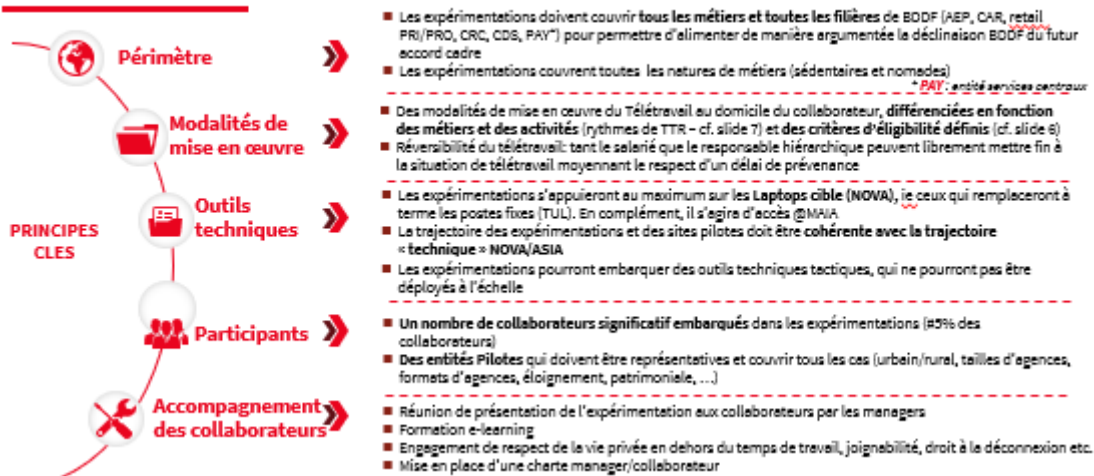 PRINCIPES
CLES
Périmètre
■ Les expérimentations doivent couvrir tous les métiers et toutes les filières de BDDF (AEP, CAR, retail
PRI/PRO, CRC, CDS, PAY*) pour permettre d'alimenter de manière argumentée la déclinaison BDDF du futur
accord cadre
■ Les expérimentations couvrent toutes les natures de métiers (sédentaires et nomades)
* PAY : entité services centraux
Modalités de
mise en œuvre
■ Des modalités de mise en œuvre du Télétravail au domicile du collaborateur, différenciées en fonction
des métiers et des activités (rythmes de TTR – cf. slide 7) et des critères d'éligibilité définis (cf. slide 6)
■ Réversibilité du télétravail: tant le salarié que le responsable hiérarchique peuvent librement mettre fin à
la situation de télétravail moyennant le respect d'un délai de prévenance
Outils
techniques
■ Les expérimentations s'appuieront au maximum sur les Laptops cible (NOVA), ie ceux qui remplaceront à
terme les postes fixes (TUL). En complément, il s'agira d'accès @MAIA
■ La trajectoire des expérimentations et des sites pilotes doit être cohérente avec la trajectoire
« technique » NOVA/ASIA
■ Les expérimentations pourront embarquer des outils techniques tactiques, qui ne pourront pas être
déployés à l'échelle
Participants
■ Un nombre de collaborateurs significatif embarqués dans les expérimentations (#5% des
collaborateurs)
■ Des entités Pilotes qui doivent être représentatives et couvrir tous les cas (urbain/rural, tailles d'agences,
formats d'agences, éloignement, patrimoniale, ...)
Accompagnement
des collaborateurs
■ Réunion de présentation de l'expérimentation aux collaborateurs par les managers
■ Formation e-learning
■ Engagement de respect de la vie privée en dehors du temps de travail, joignabilité, droit à la déconnexion etc.
■ Mise en place d'une charte manager/collaborateur